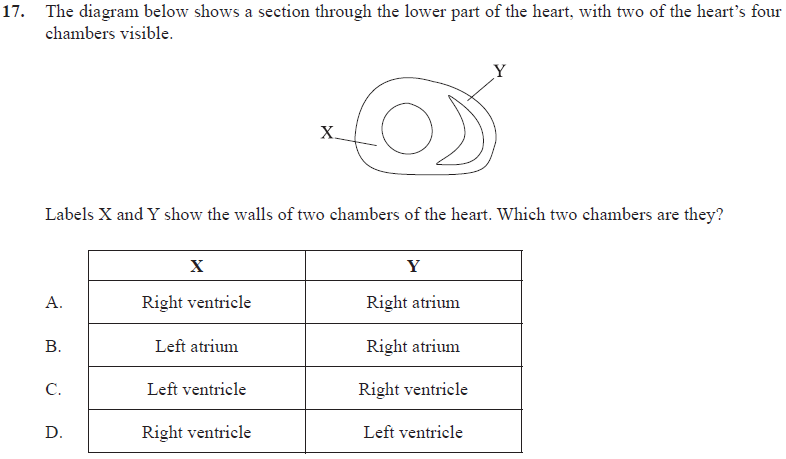 17. The diagram below shows a section through the lower part of the heart, with two of the heart's four
chambers visible.
Y
X
Labels X and Y show the walls of two chambers of the heart. Which two chambers are they?
X Y
A. Right ventricle Right atrium
B. Left atrium Right atrium
C. Left ventricle Right ventricle
D. Right ventricle Left ventricle